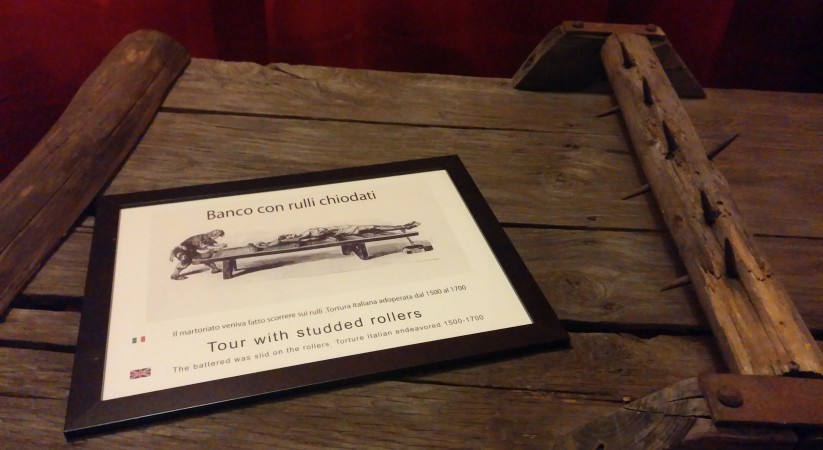 Banco con rulli chiodati
Il martoriato veniva fatto scorrere sui rulli .Tortura italiana adoperata dal 1500 al 1700
Tour with studded rollers
The battered was slid on the rollers. Torture italian endeavored 1500-1700